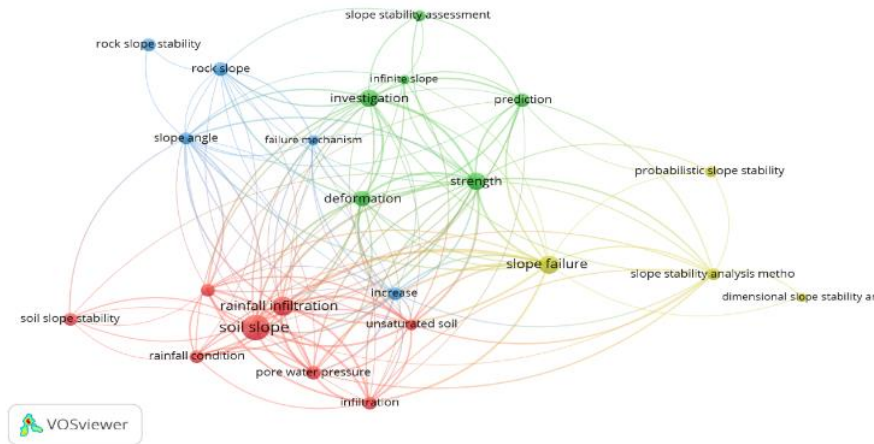 slope stability assessment
rock slope stability
rock slope
infinite slope
investigation
prediction
slope angle
failure mechanism
probabilistic slope stability
strength
deformation
slope failure
slope stability analysis metho
increase
dimensional slope stability an
rainfall infiltration
soil slope stability
unsaturated soil
soil slope
rainfall condition
pore water pressure
infiltration
VOSviewer